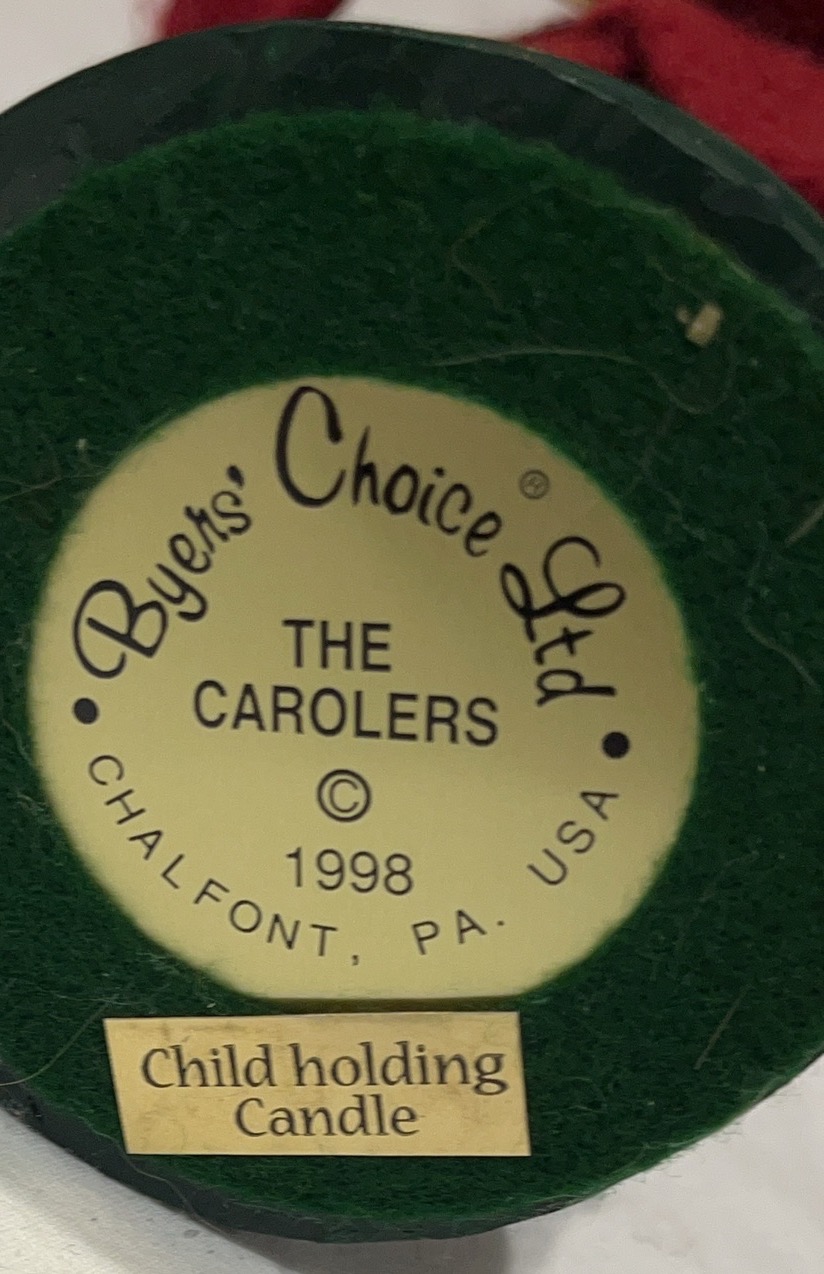 Byers' Choice® Ltd
THE
CAROLERS
©
1998
• CHALFONT, PA. USA •
Child holding
Candle